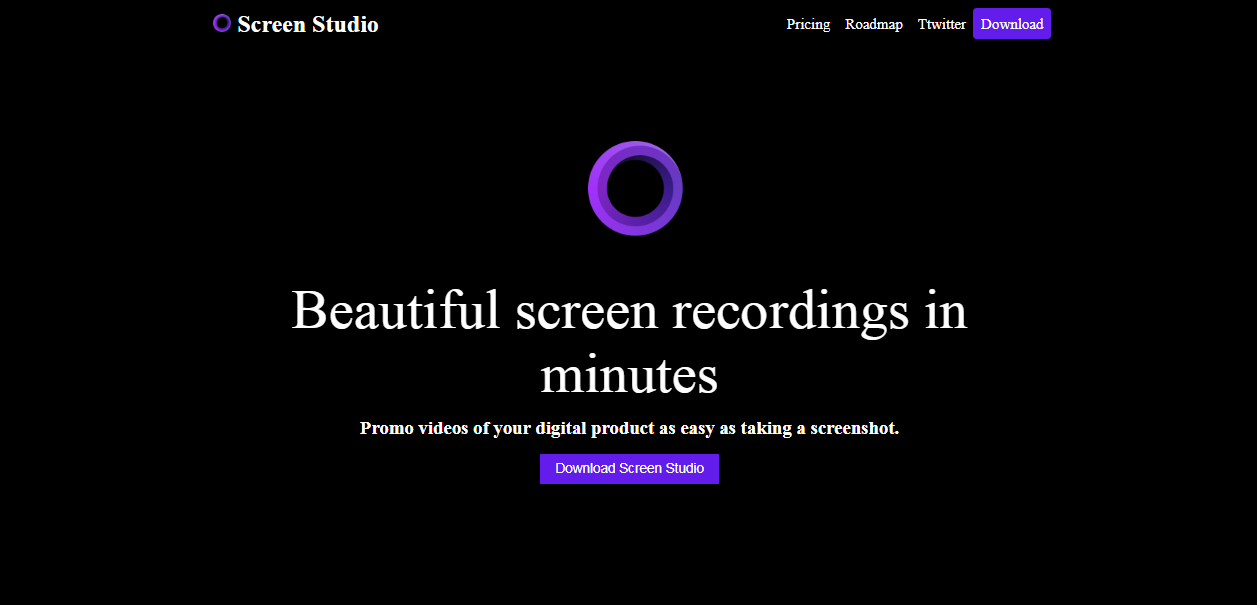 Screen Studio
Pricing Roadmap Ttwitter Download
Beautiful screen recordings in
minutes
Promo videos of your digital product as easy as taking a screenshot.
Download Screen Studio